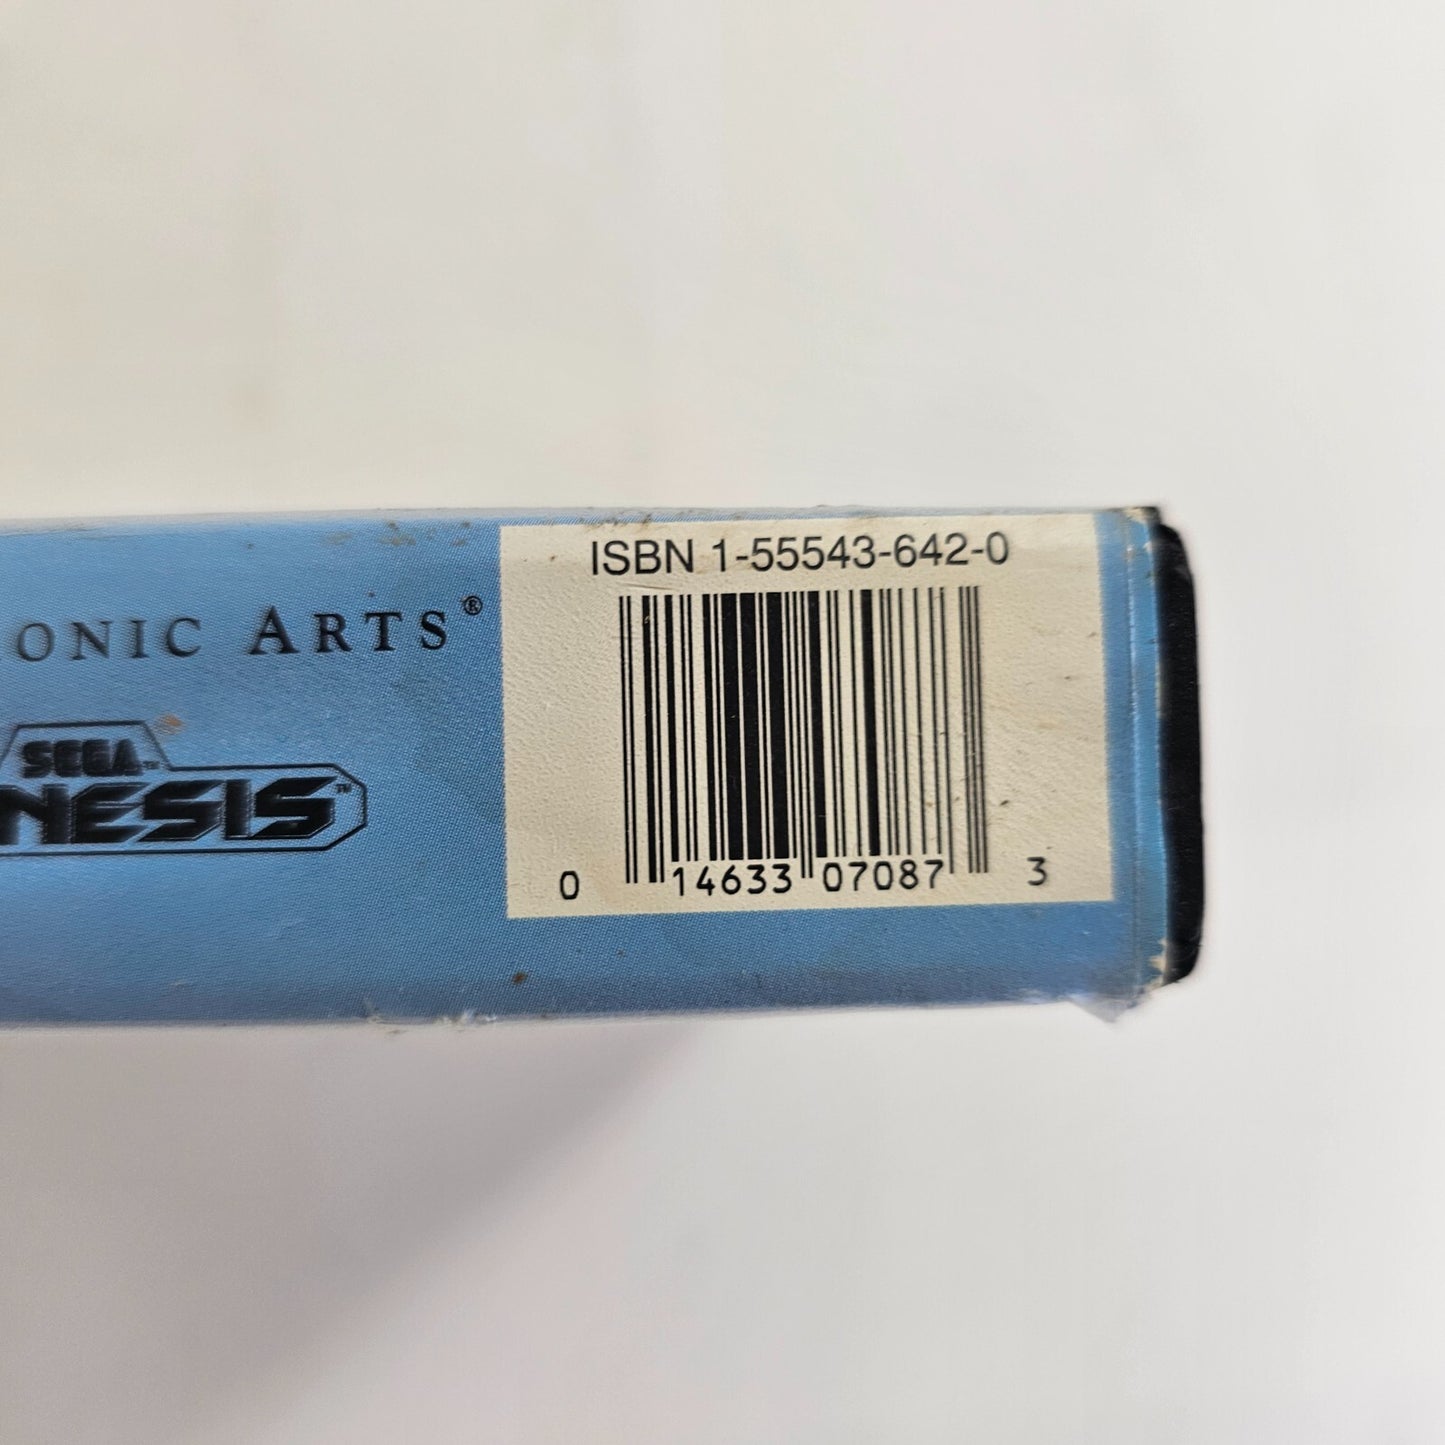 ONIC ARTS®
SEGA™
NESIS™
ISBN 1-55543-642-0
0 14633 07087 3